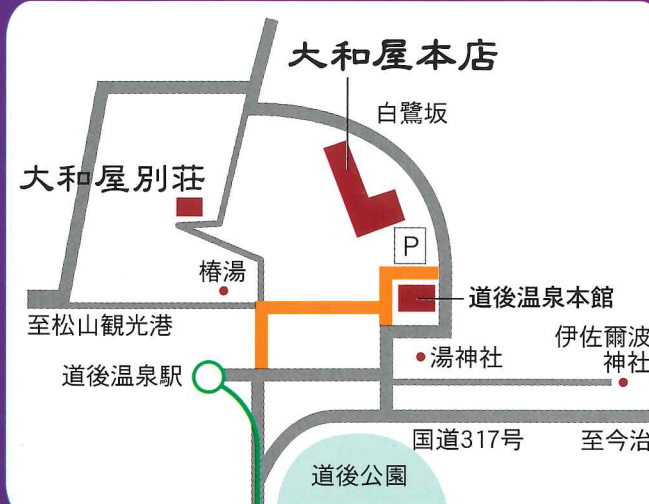 大和屋本店
白鷺坂
大和屋別荘
P
椿湯
道後温泉本館
至松山観光港
湯神社
伊佐爾波
神社
道後温泉駅
国道317号
至今治
道後公園